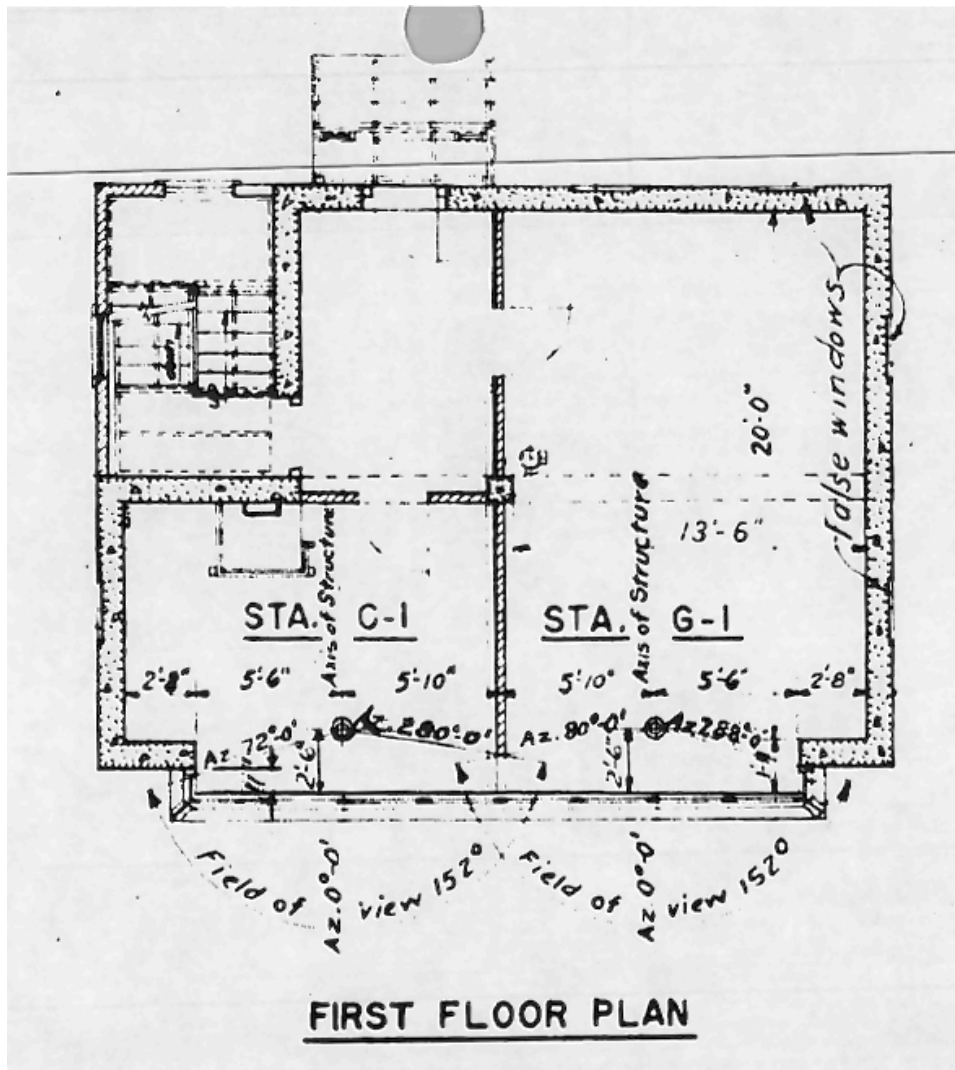 down
UP
20'-0"
False windows
13'-6"
Axis of Structure
Axis of Structure
STA. C-1
STA. G-1
2'-8"
5'-6"
5'-10"
5'-10"
5'-6"
2'-8"
Az. 72°-0'
2'-6"
Az. 280°-0'
Az. 80°-0'
2'-6"
Az 288°-0'
Field of view 152°
Az. 0°-0'
Field of view 152°
Az. 0°-0'
FIRST FLOOR PLAN